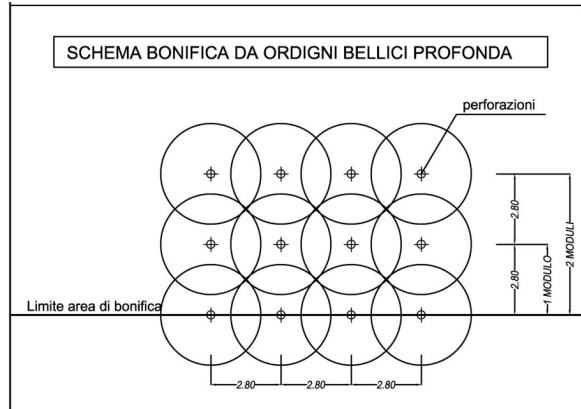 SCHEMA BONIFICA DA ORDIGNI BELLICI PROFONDA
perforazioni
2.80
2.80
1 MODULO
2 MODULI
Limite area di bonifica
2.80
2.80
2.80